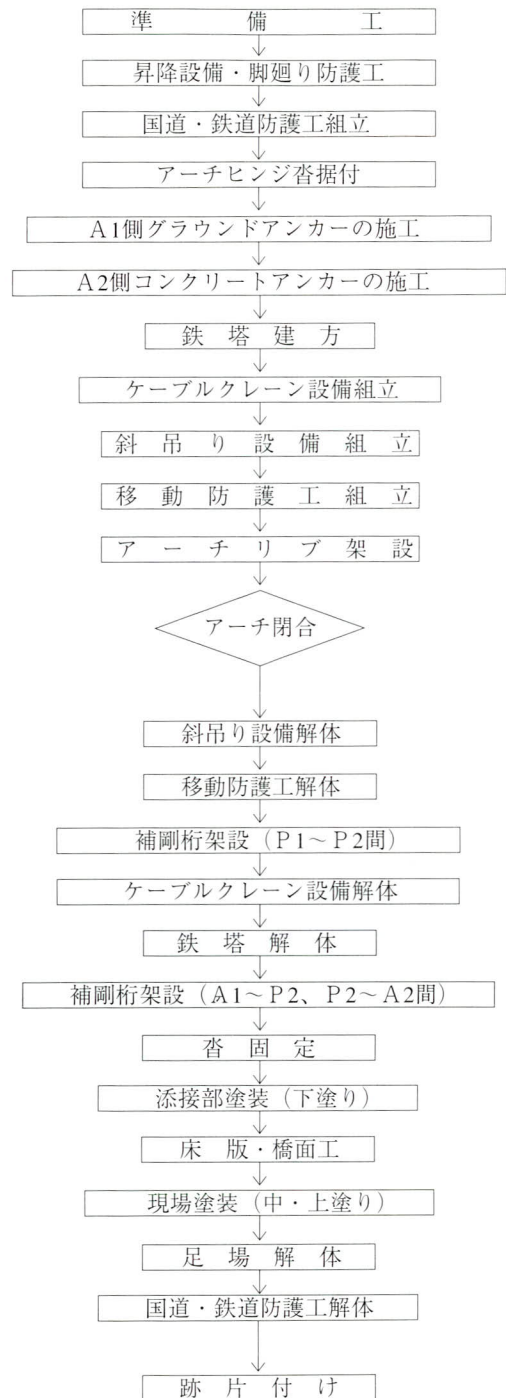 準備工
昇降設備・脚廻り防護工
国道・鉄道防護工組立
アーチヒンジ沓据付
A1側グラウンドアンカーの施工
A2側コンクリートアンカーの施工
鉄塔建方
ケーブルクレーン設備組立
斜吊り設備組立
移動防護工組立
アーチリブ架設
アーチ閉合
斜吊り設備解体
移動防護工解体
補剛桁架設（P1～P2間）
ケーブルクレーン設備解体
鉄塔解体
補剛桁架設（A1～P2、P2～A2間）
沓固定
添接部塗装（下塗り）
床版・橋面工
現場塗装（中・上塗り）
足場解体
国道・鉄道防護工解体
跡片付け